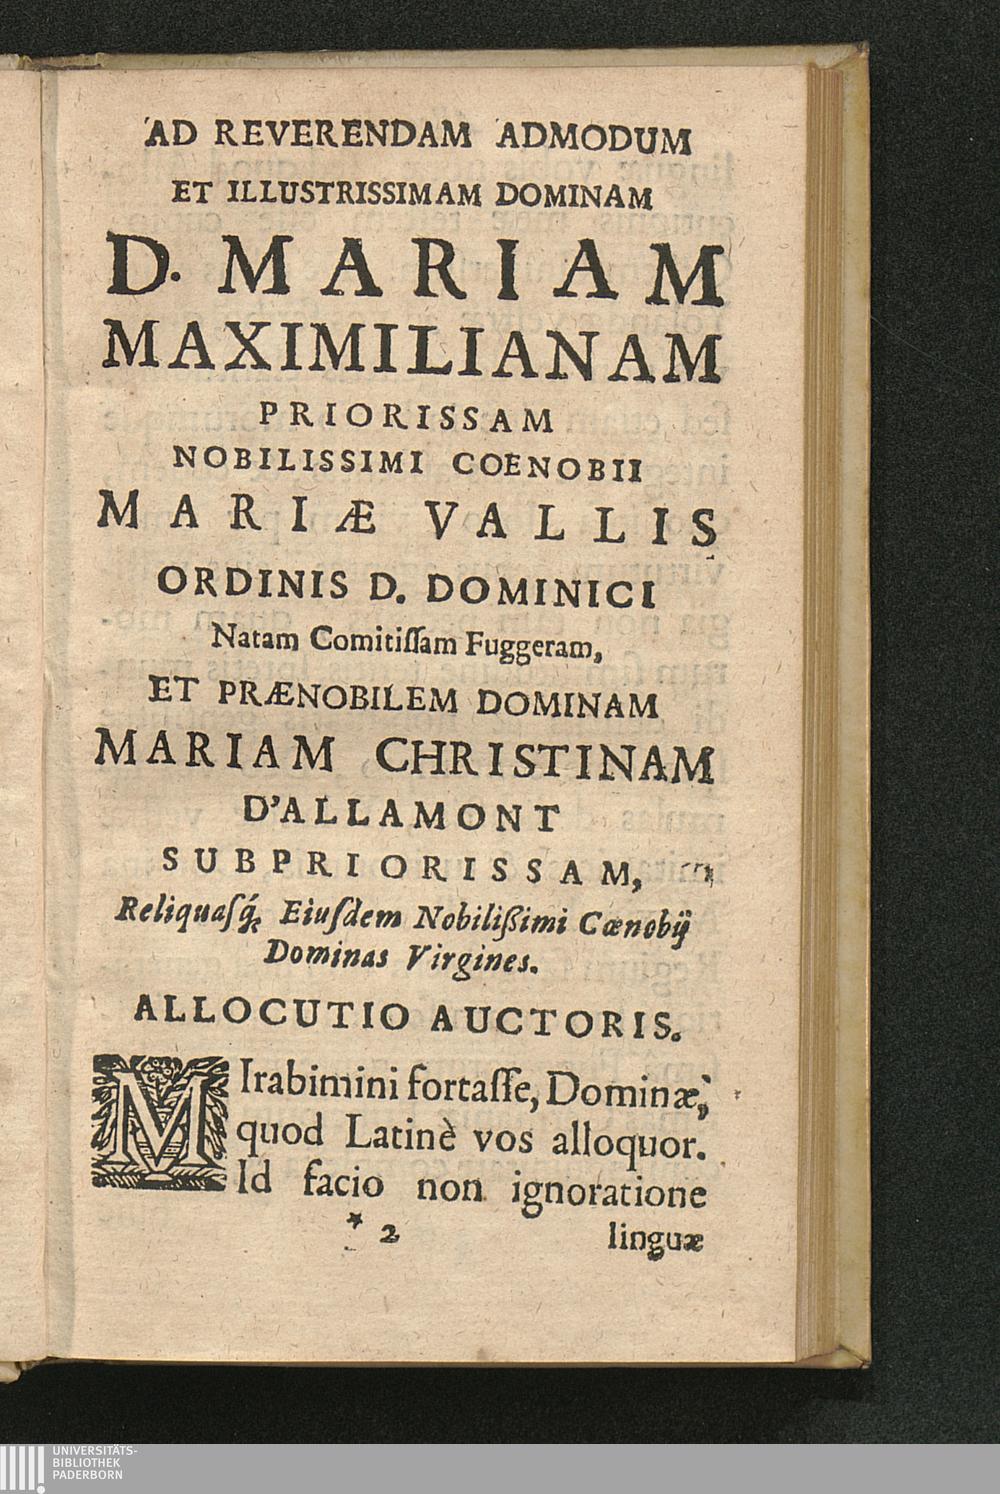 AD REVERENDAM ADMODUM
ET ILLUSTRISSIMAM DOMINAM
D. MARIAM
MAXIMILIANAM
PRIORISSAM
NOBILISSIMI COENOBII
MARIÆ VALLIS
ORDINIS D. DOMINICI
Natam Comitiſſam Fuggeram,
ET PRÆNOBILEM DOMINAM
MARIAM CHRISTINAM
D'ALLAMONT
SUBPRIORISSAM,
Reliquaſq́; Eiuſdem Nobilißimi Cœnobĳ
Dominas Virgines.
ALLOCUTIO AUCTORIS.
MIrabimini fortaſſe, Dominæ,
quod Latinè vos alloquor.
Id facio non ignoratione
* 2 linguæ
UNIVERSITÄTS-
BIBLIOTHEK
PADERBORN